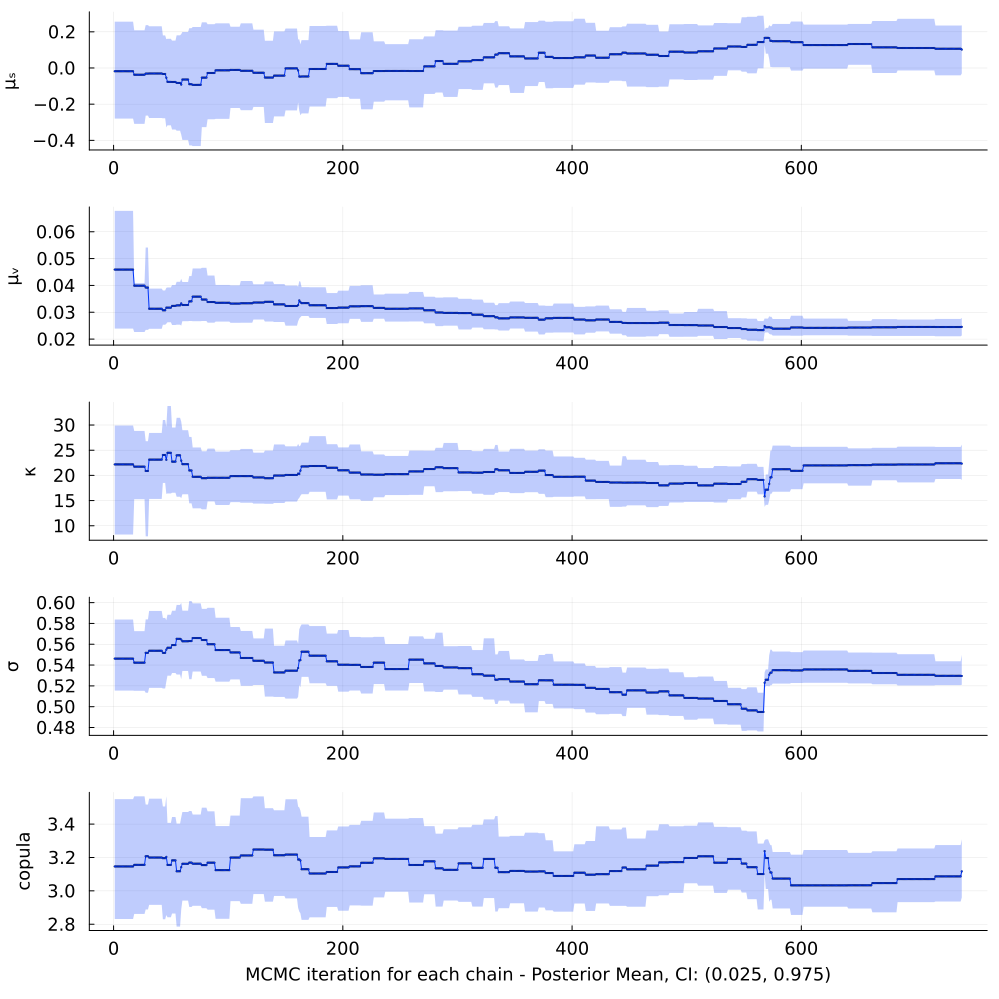 0.2
0.0
−0.2
−0.4
μₛ
0 200 400 600
0.06
0.05
0.04
0.03
0.02
μᵥ
0 200 400 600
30
25
20
15
10
κ
0 200 400 600
0.60
0.58
0.56
0.54
0.52
0.50
0.48
σ
0 200 400 600
3.4
3.2
3.0
2.8
copula
0 200 400 600
MCMC iteration for each chain - Posterior Mean, CI: (0.025, 0.975)